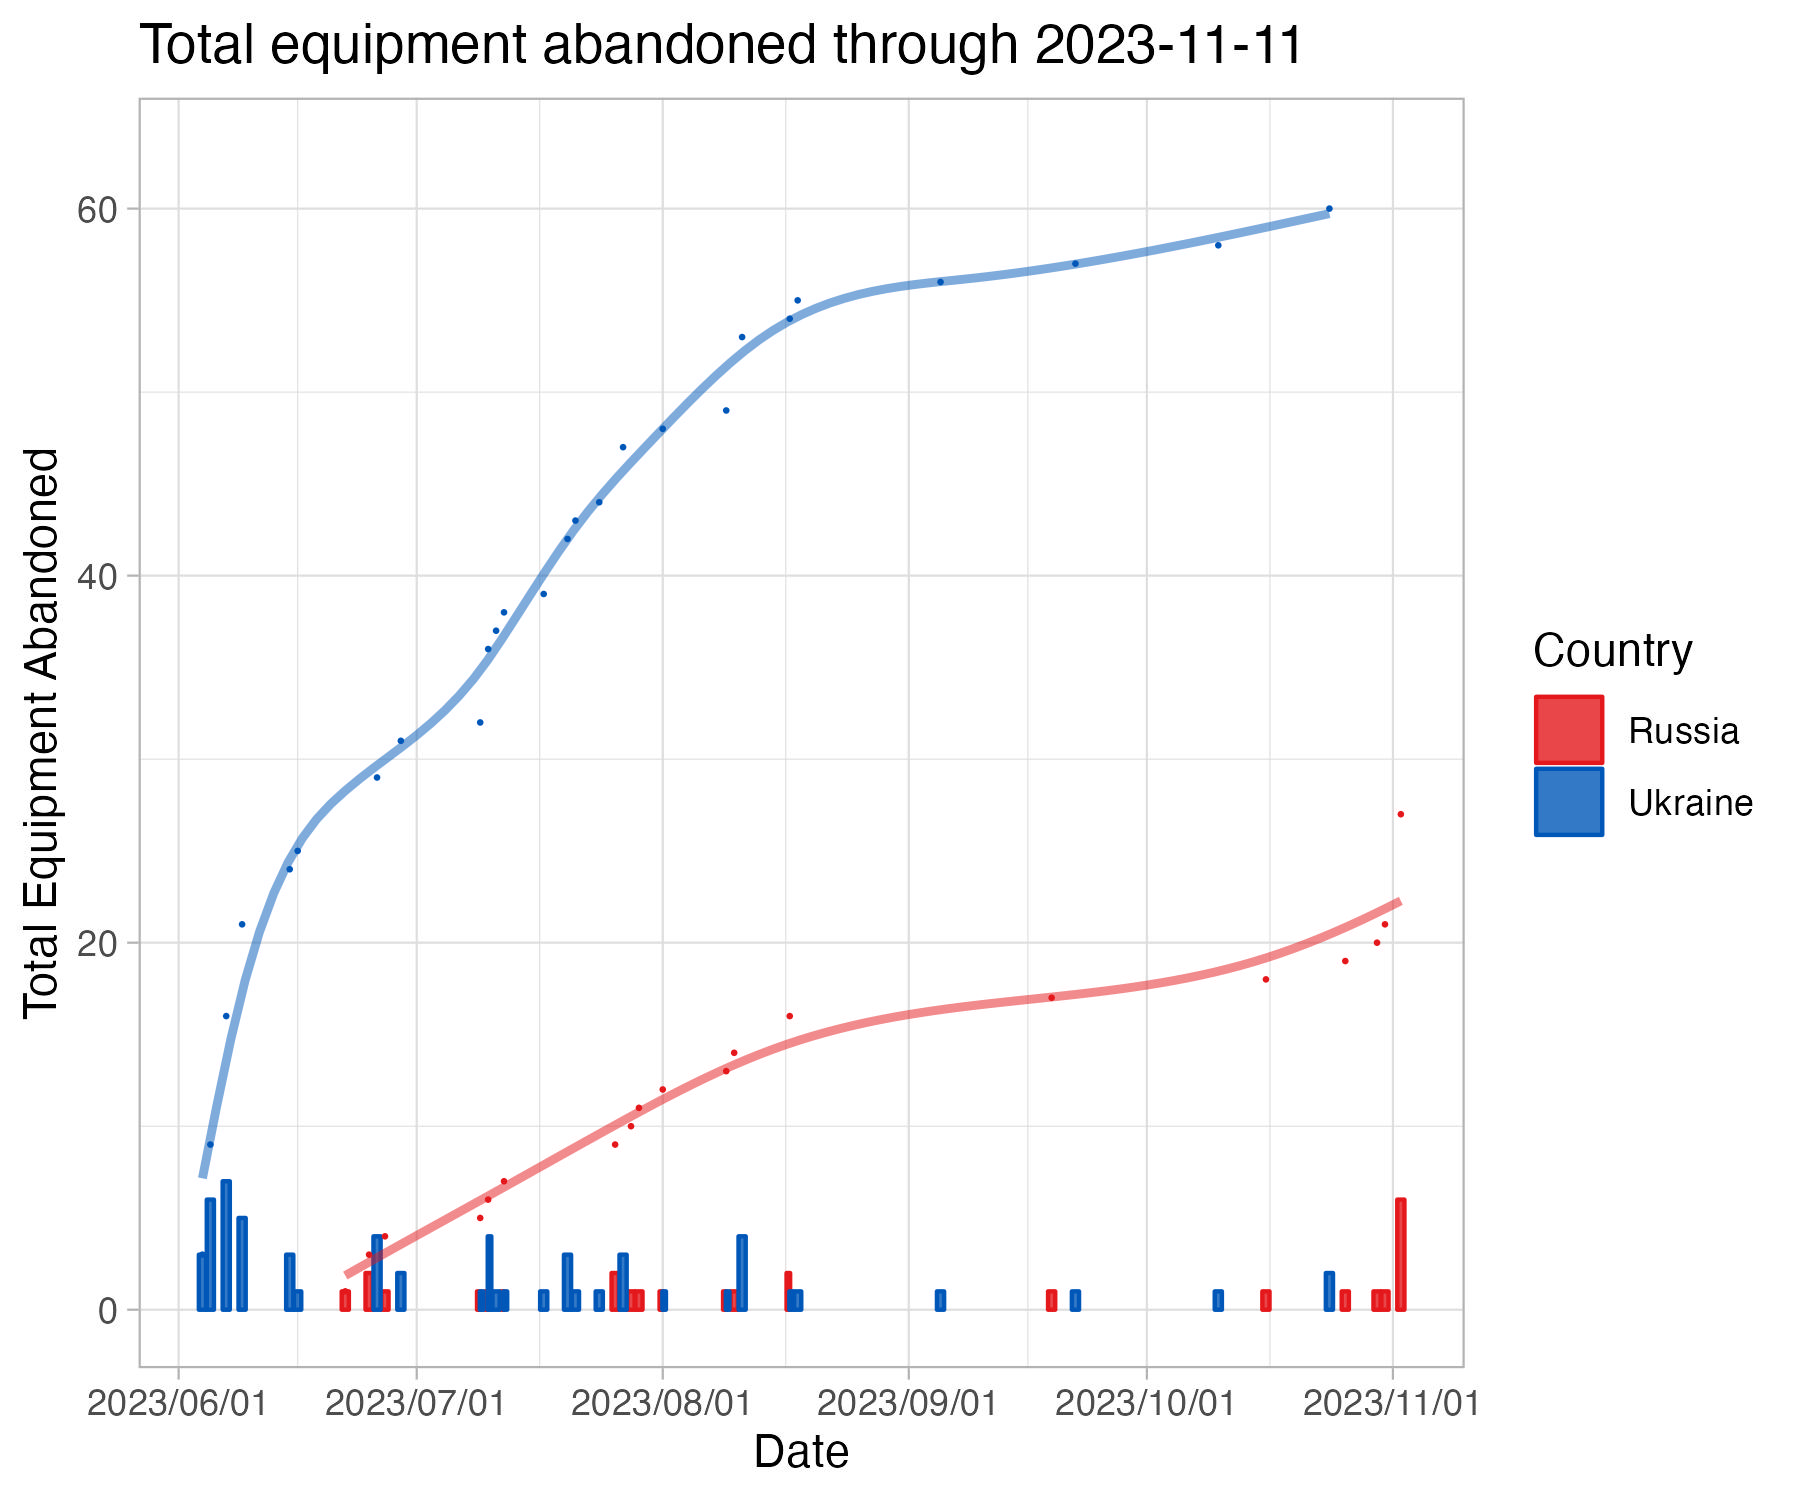 Total equipment abandoned through 2023-11-11
Total Equipment Abandoned
60
40
20
0
2023/06/01 2023/07/01 2023/08/01 2023/09/01 2023/10/01 2023/11/01
Date
Country
Russia
Ukraine